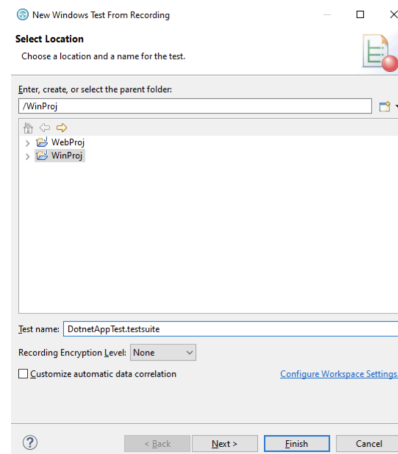 New Windows Test From Recording
Select Location
Choose a location and a name for the test.
Enter, create, or select the parent folder:
/WinProj
WebProj
WinProj
Test name: DotnetAppTest.testsuite
Recording Encryption Level: None
Customize automatic data correlation Configure Workspace Settings
< Back Next > Finish Cancel